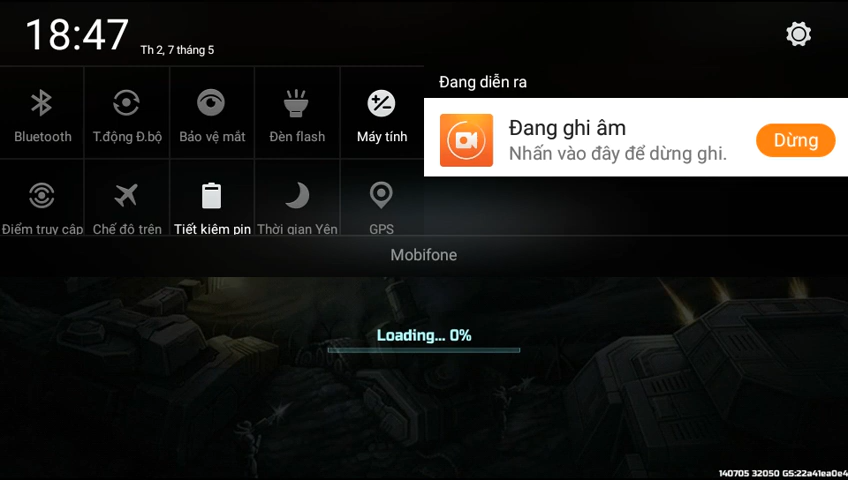 18:47
Th 2, 7 tháng 5
Bluetooth
T.động Đ.bộ
Bảo vệ mắt
Đèn flash
Máy tính
Điểm truy cập
Chế độ trên
Tiết kiệm pin
Thời gian Yên
GPS
Đang diễn ra
Đang ghi âm
Nhấn vào đây để dừng ghi.
Dừng
Mobifone
Loading... 0%
140705 32050 GS:22a41ea0e4